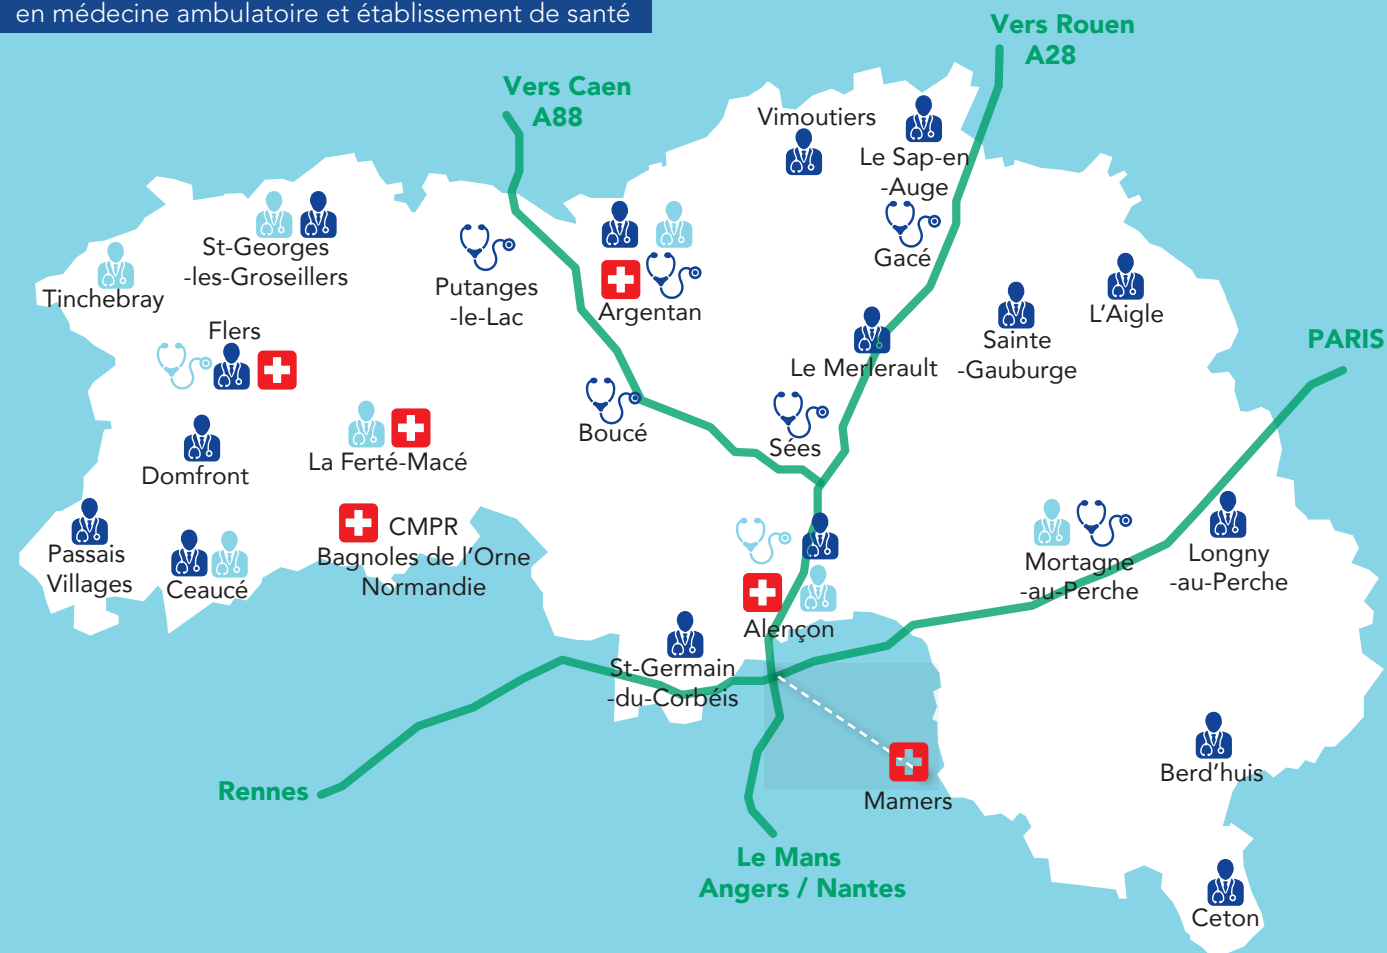 en médecine ambulatoire et établissement de santé
Vers Rouen
A28
Vers Caen
A88
Vimoutiers
Le Sap-en
-Auge
St-Georges
-les-Groseillers
Gacé
Tinchebray
Putanges
-le-Lac
Argentan
L'Aigle
Flers
Sainte
-Gauburge
PARIS
Le Merlerault
Boucé
Sées
La Ferté-Macé
Domfront
CMPR
Bagnoles de l'Orne
Normandie
Passais
Villages
Ceaucé
Mortagne
-au-Perche
Longny
-au-Perche
Alençon
St-Germain
-du-Corbéis
Berd'huis
Rennes
Mamers
Le Mans
Angers / Nantes
Ceton